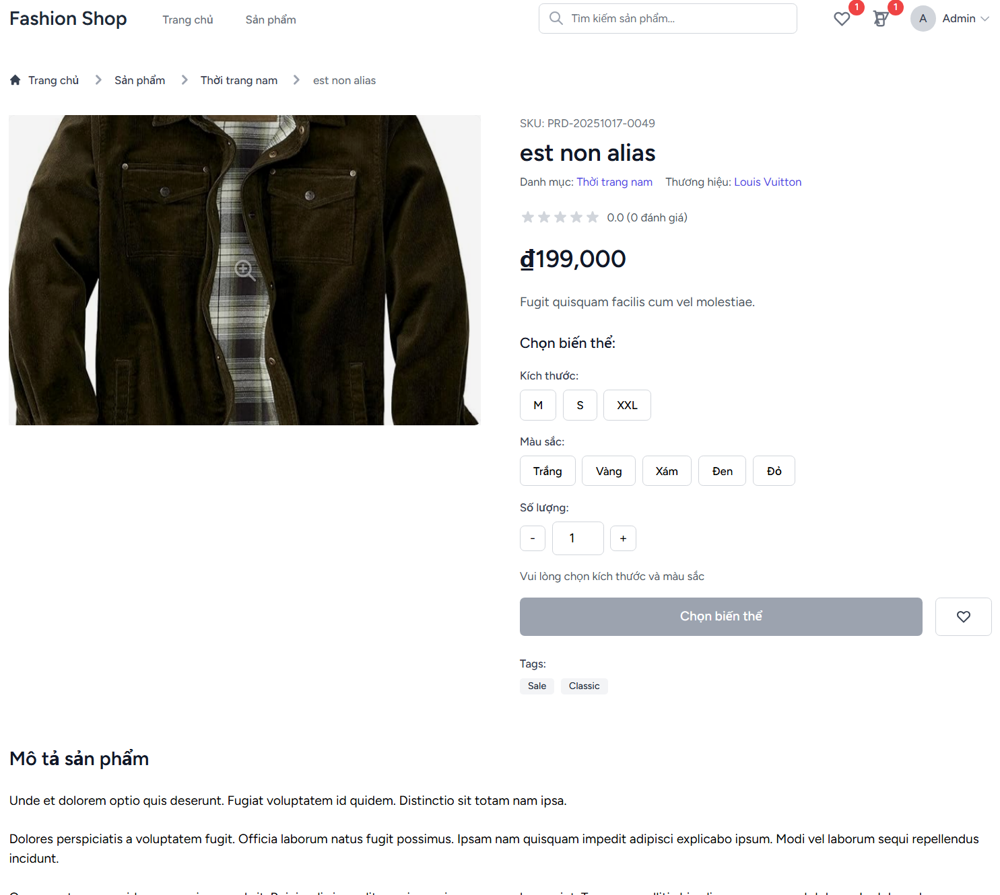 Fashion Shop
Trang chủ
Sản phẩm
Tìm kiếm sản phẩm...
1
1
A
Admin
Trang chủ
Sản phẩm
Thời trang nam
est non alias
SKU: PRD-20251017-0049
est non alias
Danh mục: Thời trang nam Thương hiệu: Louis Vuitton
0.0 (0 đánh giá)
₫199,000
Fugit quisquam facilis cum vel molestiae.
Chọn biến thể:
Kích thước:
M S XXL
Màu sắc:
Trắng Vàng Xám Đen Đỏ
Số lượng:
- 1 +
Vui lòng chọn kích thước và màu sắc
Chọn biến thể
Tags:
Sale Classic
Mô tả sản phẩm
Unde et dolorem optio quis deserunt. Fugiat voluptatem id quidem. Distinctio sit totam nam ipsa.
Dolores perspiciatis a voluptatem fugit. Officia laborum natus fugit possimus. Ipsam nam quisquam impedit adipisci explicabo ipsum. Modi vel laborum sequi repellendus
incidunt.